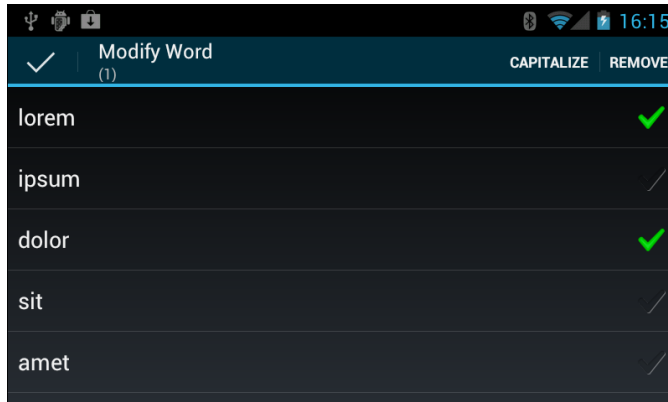 16:15
Modify Word
(1)
CAPITALIZE REMOVE
lorem
ipsum
dolor
sit
amet